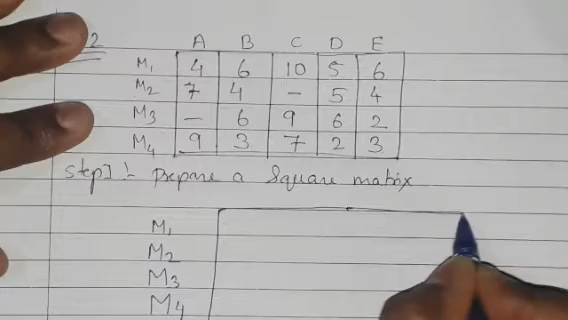 2
A B C D E
M1 4 6 10 5 6
M2 7 4 - 5 4
M3 - 6 9 6 2
M4 9 3 7 2 3
Step1:- Prepare a Square matrix
M1
M2
M3
M4